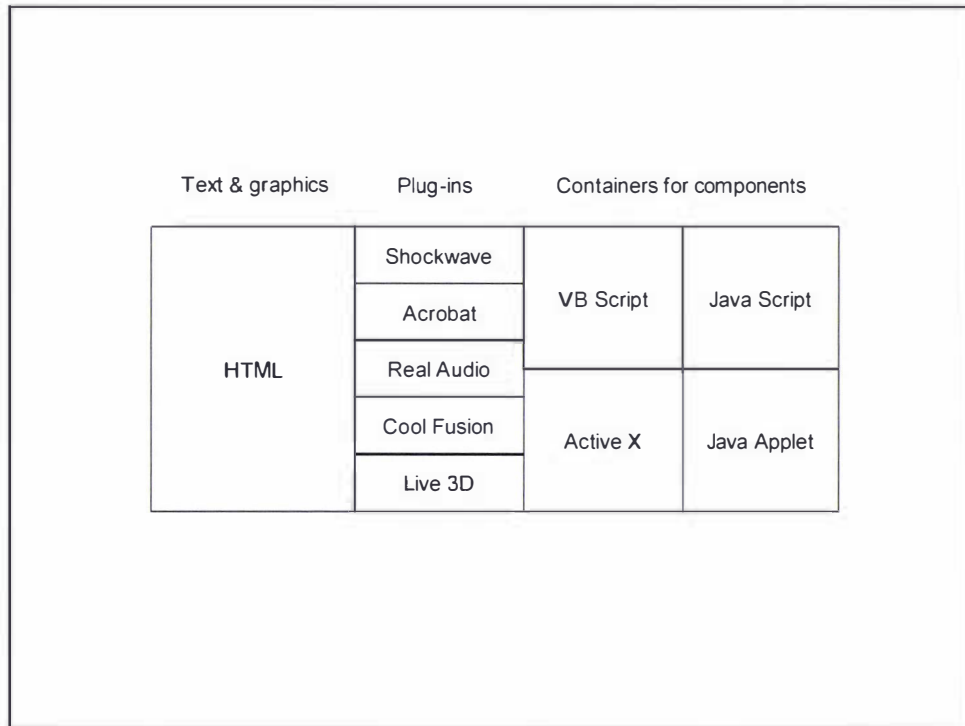 Text & graphics
Plug-ins
Containers for components
HTML
Shockwave
Acrobat
Real Audio
Cool Fusion
Live 3D
VB Script
Java Script
Active X
Java Applet